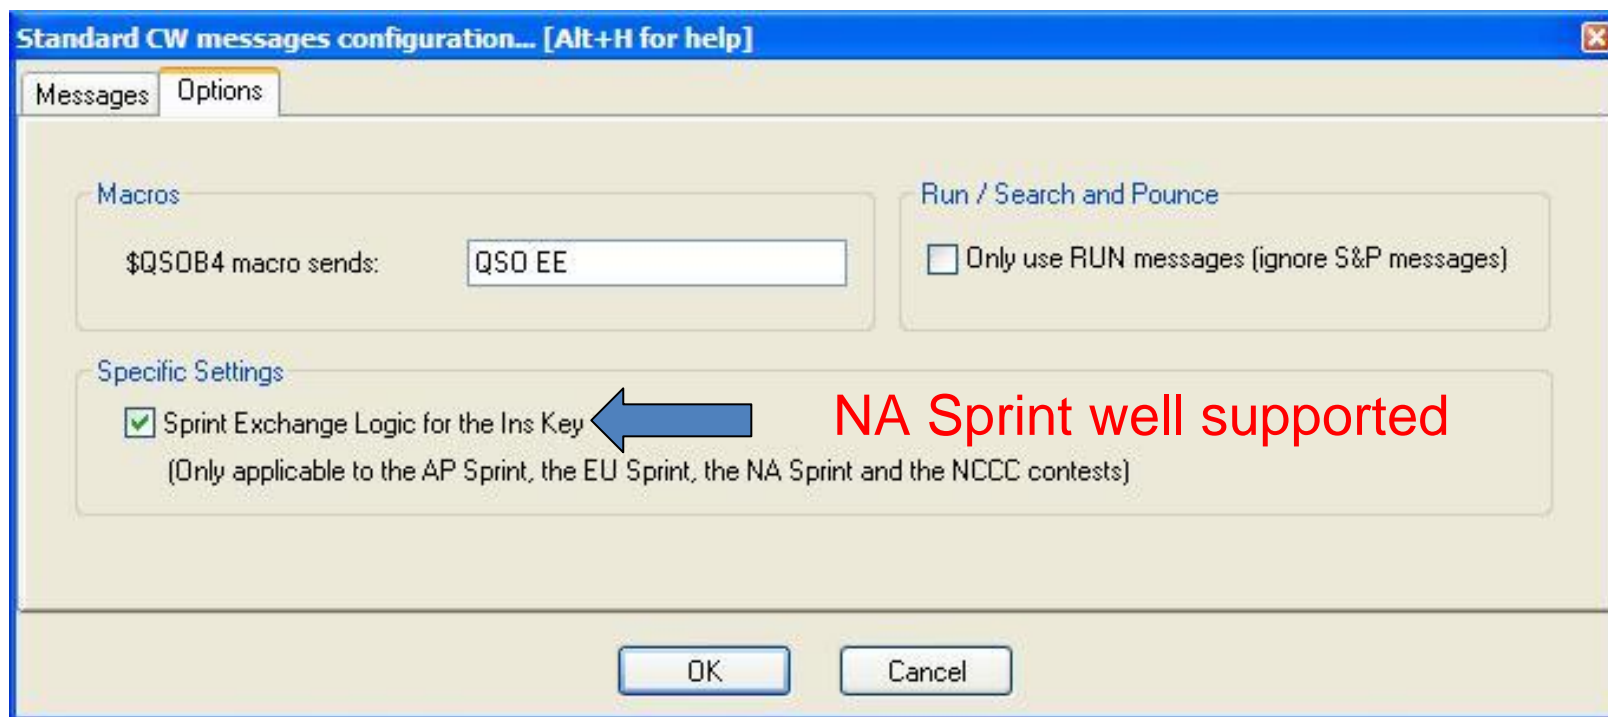 Standard CW messages configuration... [Alt+H for help]
Messages
Options
Macros
$QSOB4 macro sends:
QSO EE
Run / Search and Pounce
Only use RUN messages (ignore S&P messages)
Specific Settings
Sprint Exchange Logic for the Ins Key
NA Sprint well supported
(Only applicable to the AP Sprint, the EU Sprint, the NA Sprint and the NCCC contests)
OK
Cancel